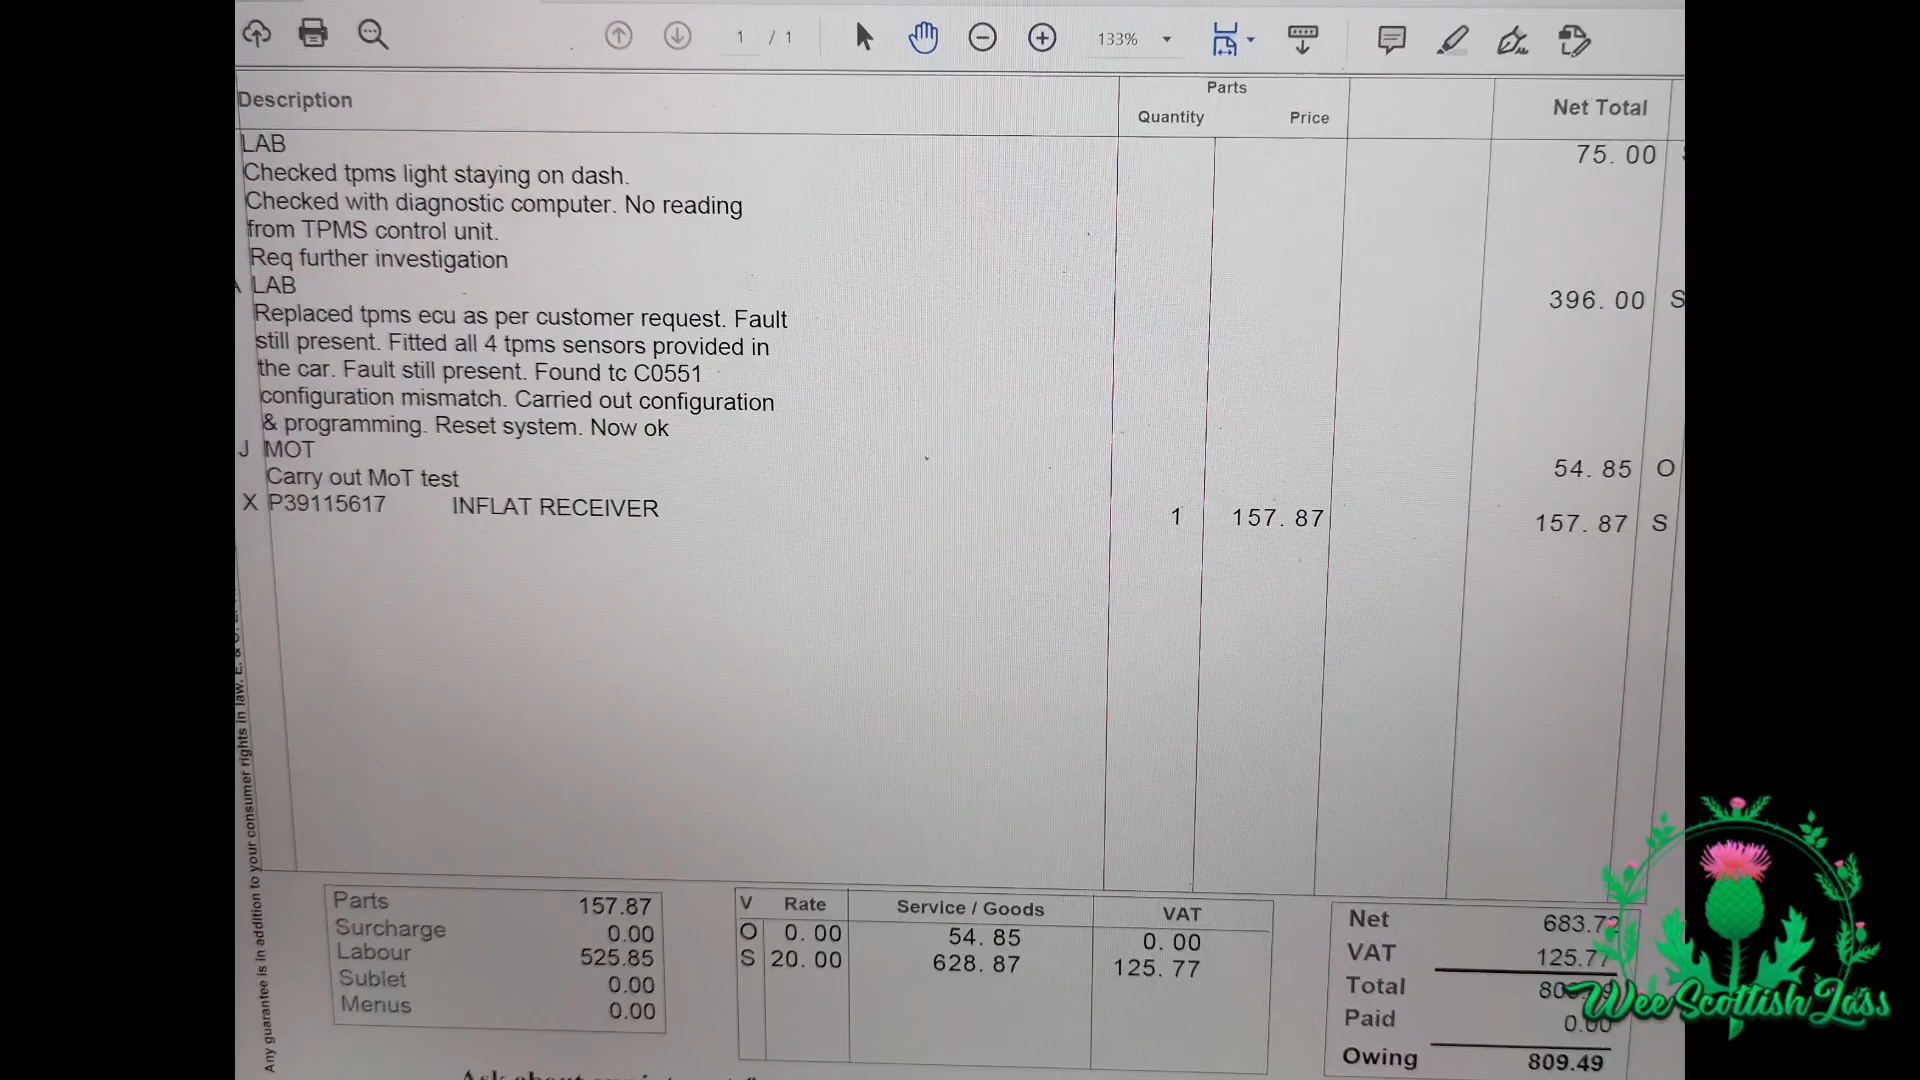 1 / 1
133%
Description
Parts
Quantity
Price
Net Total
LAB
75.00
Checked tpms light staying on dash.
Checked with diagnostic computer. No reading
from TPMS control unit.
Req further investigation
LAB
396.00 S
Replaced tpms ecu as per customer request. Fault
still present. Fitted all 4 tpms sensors provided in
the car. Fault still present. Found tc C0551
configuration mismatch. Carried out configuration
& programming. Reset system. Now ok
J MOT
54.85 O
Carry out MoT test
X P39115617 INFLAT RECEIVER 1 157.87 157.87 S
Any guarantee is in addition to your consumer rights in law. E. & O. E.
Parts 157.87
Surcharge 0.00
Labour 525.85
Sublet 0.00
Menus 0.00
V Rate Service / Goods VAT
O 0.00 54.85 0.00
S 20.00 628.87 125.77
Net 683.72
VAT 125.77
Total
Paid 0.00
Owing 809.49
Wee Scottish Lass